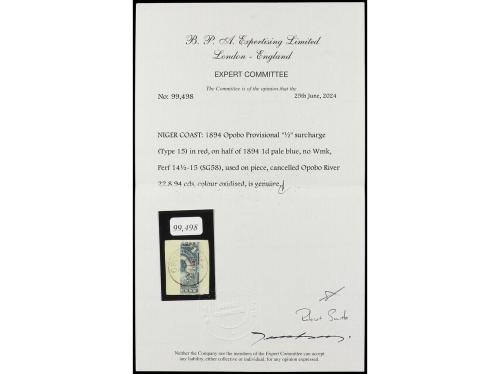 B. P. A. Expertising Limited
London - England
EXPERT COMMITTEE
The Committee is of the opinion that the
No: 99,498
25th June, 2024
NIGER COAST: 1894 Opobo Provisional "½" surcharge
(Type 15) in red, on half of 1894 1d pale blue, no Wmk,
Perf 14½-15 (SG58), used on piece, cancelled Opobo River
22.8.94 cds, colour oxidised, is genuine
99,498
Neither the Company nor the members of the Expert Committee can accept
any liability, either collective or individual, for any opinion expressed.